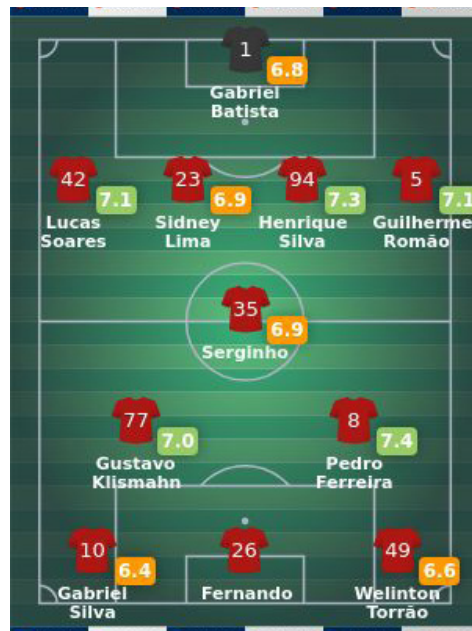 1
6.8
Gabriel
Batista
42
7.1
23
6.9
94
7.3
5
7.1
Lucas
Soares
Sidney
Lima
Henrique
Silva
Guilherme
Romão
35
6.9
Serginho
77
7.0
8
7.4
Gustavo
Klismahn
Pedro
Ferreira
10
6.4
26
49
6.6
Gabriel
Silva
Fernando
Welinton
Torrão